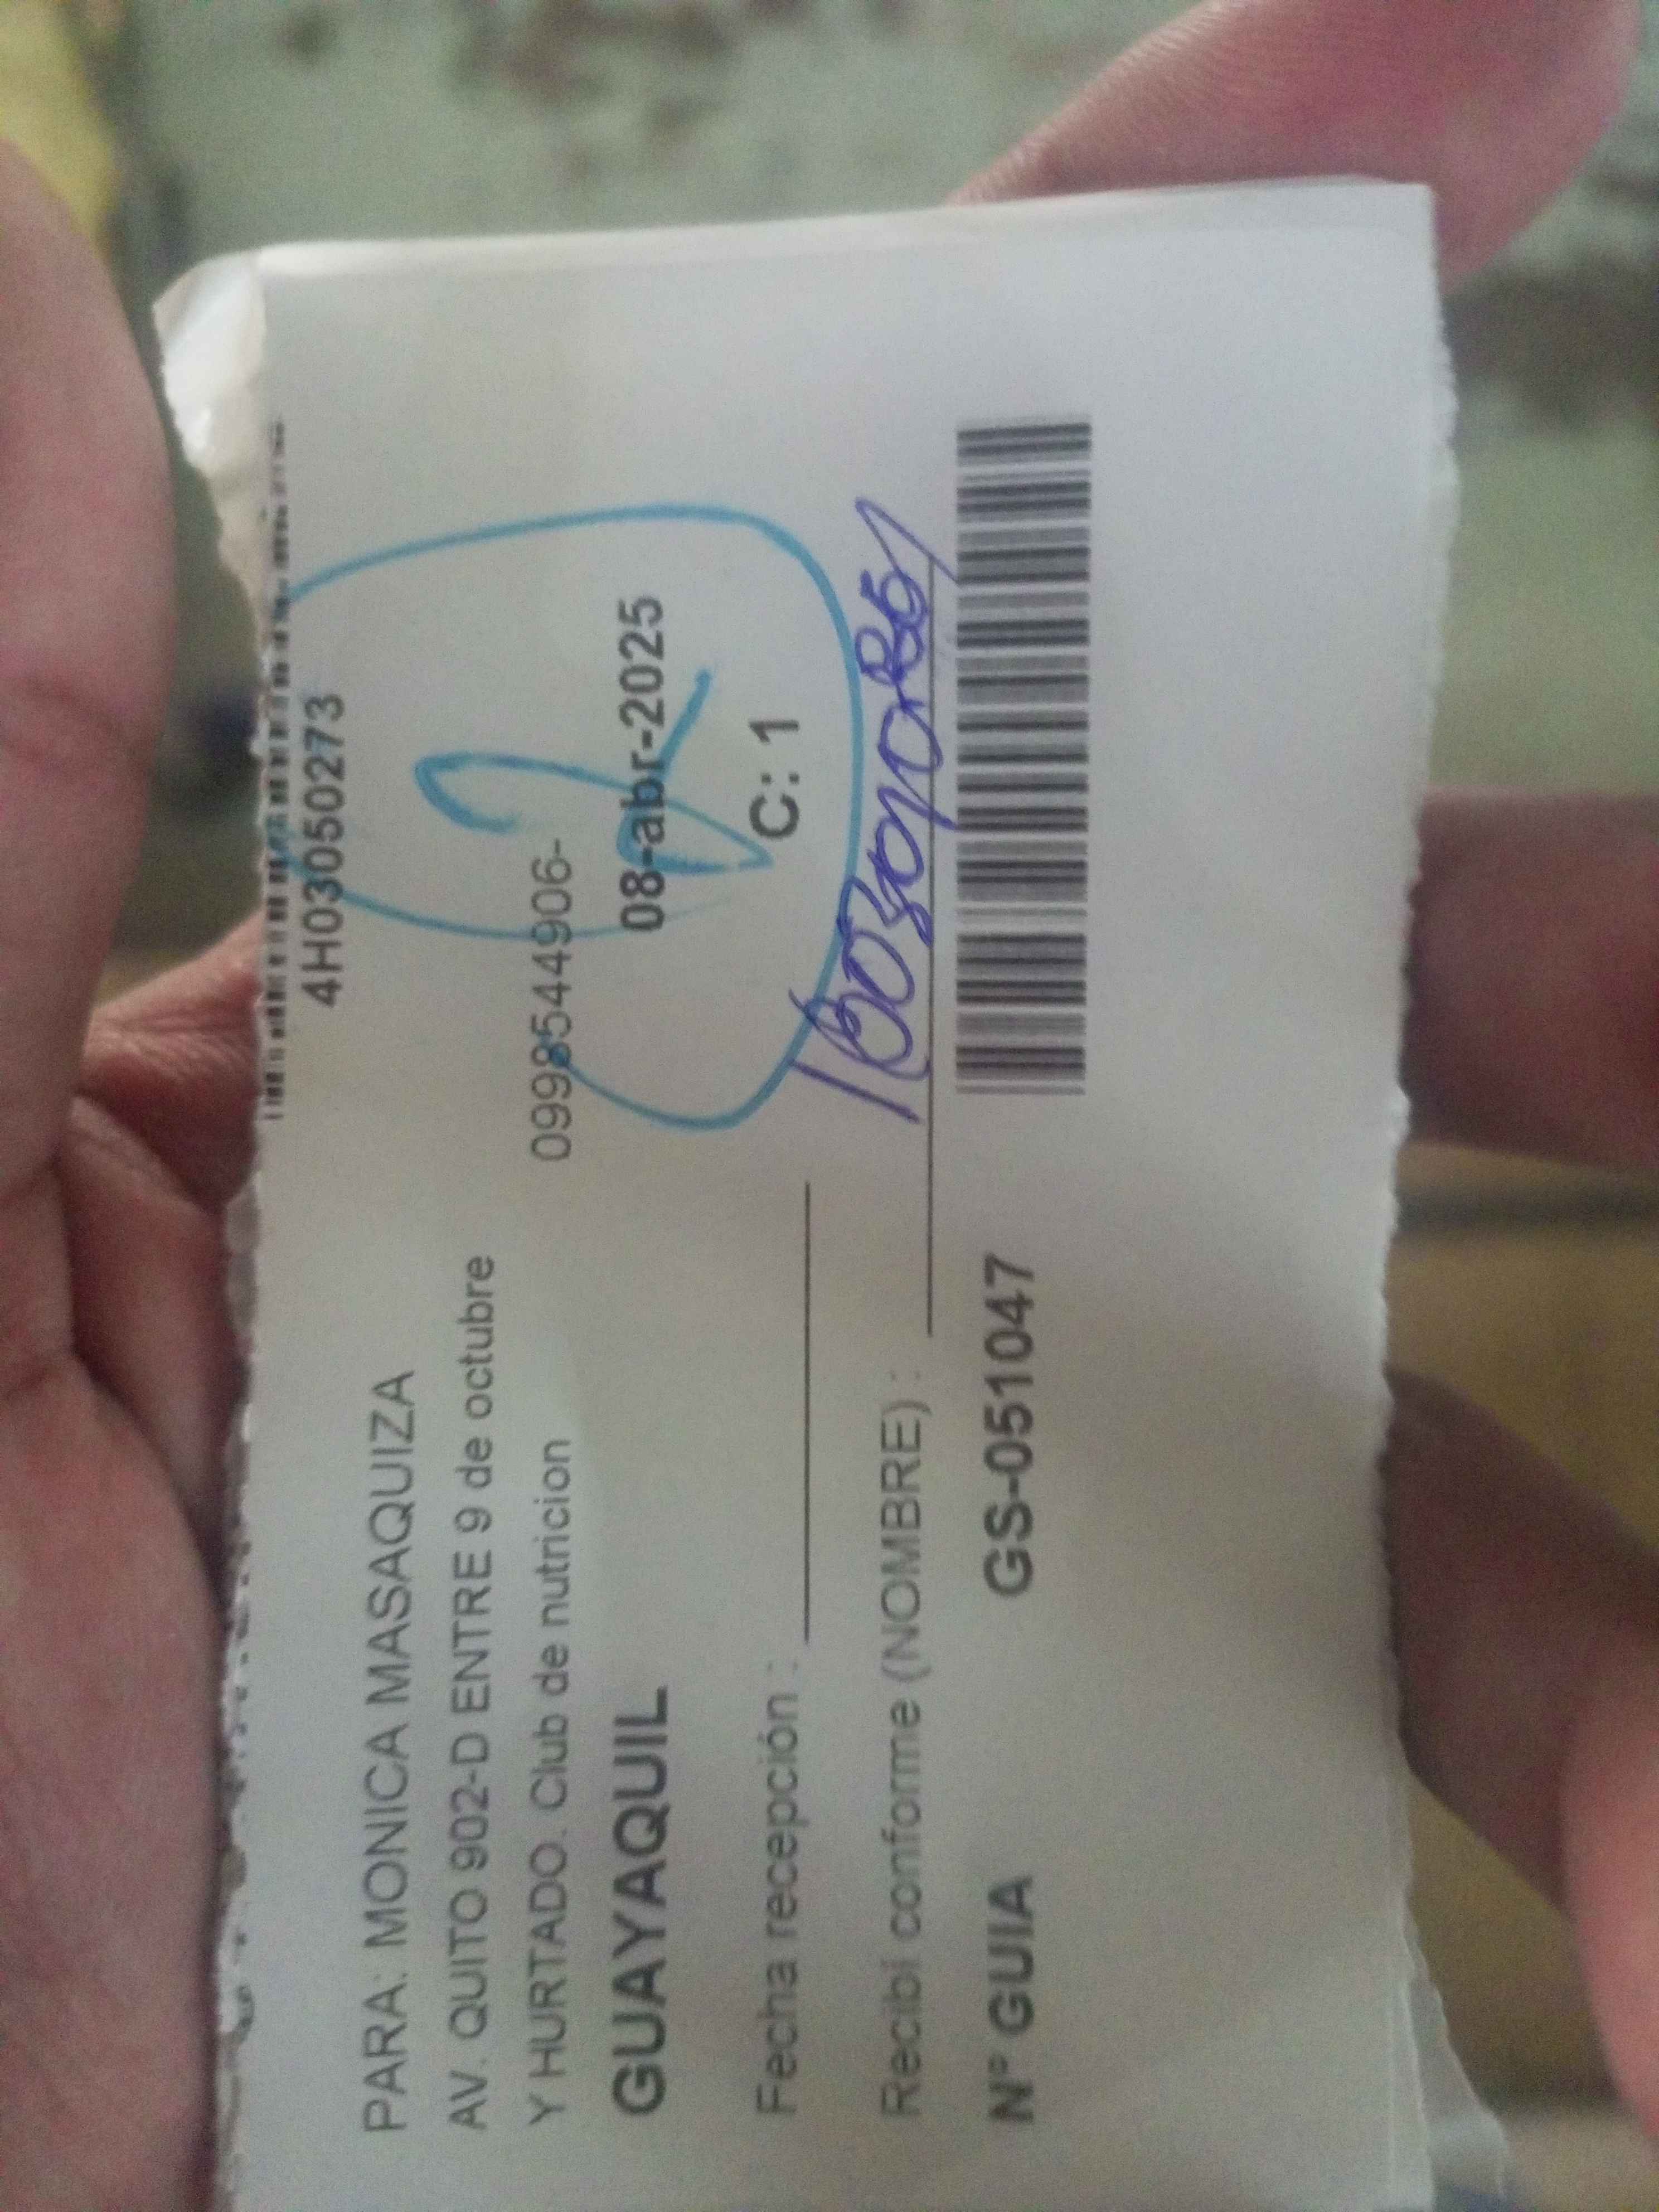 4H03050273
PARA: MONICA MASAQUIZA
AV. QUITO 902-D ENTRE 9 de octubre
Y HURTADO. Club de nutricion
0998544906-
GUAYAQUIL
08-abr-2025
2
Fecha recepción :
C: 1
Recibí conforme (NOMBRE) :
N° GUIA
GS-051047